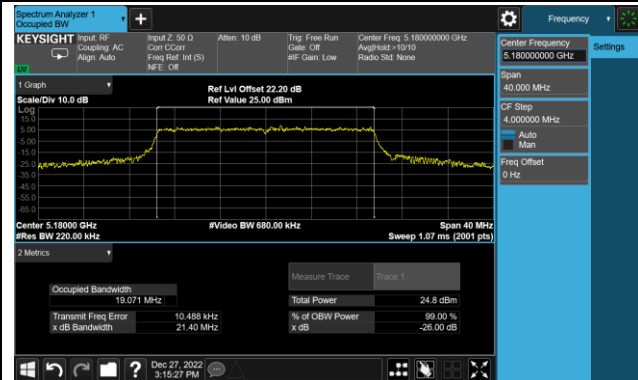 Spectrum Analyzer 1
Occupied BW
Frequency
KEYSIGHT
Input: RF
Coupling: AC
Align: Auto
Input Z: 50 Ω
Corr CCorr
Freq Ref: Int (S)
NFE: Off
Atten: 10 dB
Trig: Free Run
Gate: Off
#IF Gain: Low
Center Freq: 5.180000000 GHz
Avg|Hold:>10/10
Radio Std: None
Center Frequency
5.180000000 GHz
Settings
Span
40.000 MHz
CF Step
4.000000 MHz
Auto
Man
Freq Offset
0 Hz
1 Graph
Scale/Div 10.0 dB
Ref Lvl Offset 22.20 dB
Ref Value 25.00 dBm
Log
15.0
5.00
-5.00
-15.0
-25.0
-35.0
-45.0
-55.0
-65.0
Center 5.18000 GHz
#Res BW 220.00 kHz
#Video BW 680.00 kHz
Span 40 MHz
Sweep 1.07 ms (2001 pts)
2 Metrics
Measure Trace
Trace 1
Occupied Bandwidth
19.071 MHz
Total Power
24.8 dBm
Transmit Freq Error
10.488 kHz
% of OBW Power
99.00 %
x dB Bandwidth
21.40 MHz
x dB
-26.00 dB
Dec 27, 2022
3:15:27 PM